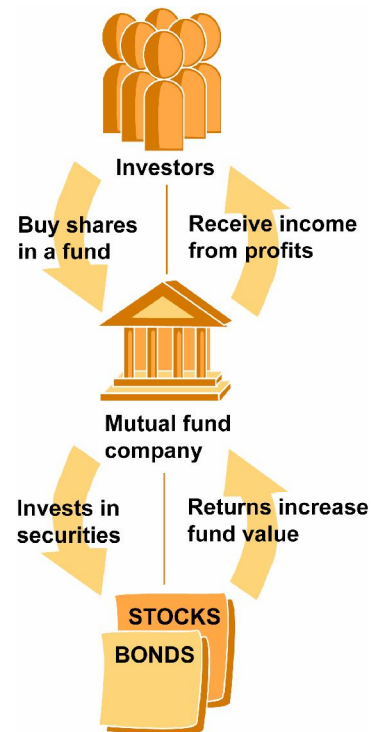 Investors
Buy shares
in a fund
Receive income
from profits
Mutual fund
company
Invests in
securities
Returns increase
fund value
STOCKS
BONDS